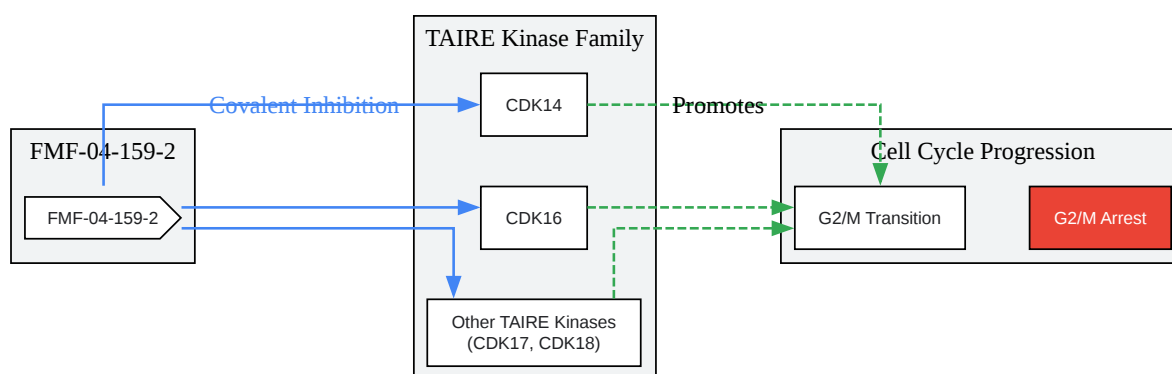 TAIRE Kinase Family
Covalent Inhibition
CDK14
Promotes
FMF-04-159-2
Cell Cycle Progression
FMF-04-159-2
CDK16
G2/M Transition
G2/M Arrest
Other TAIRE Kinases
(CDK17, CDK18)